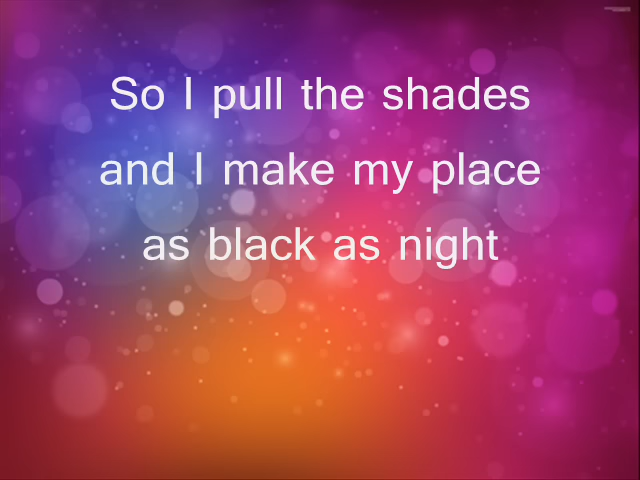 So I pull the shades
and I make my place
as black as night